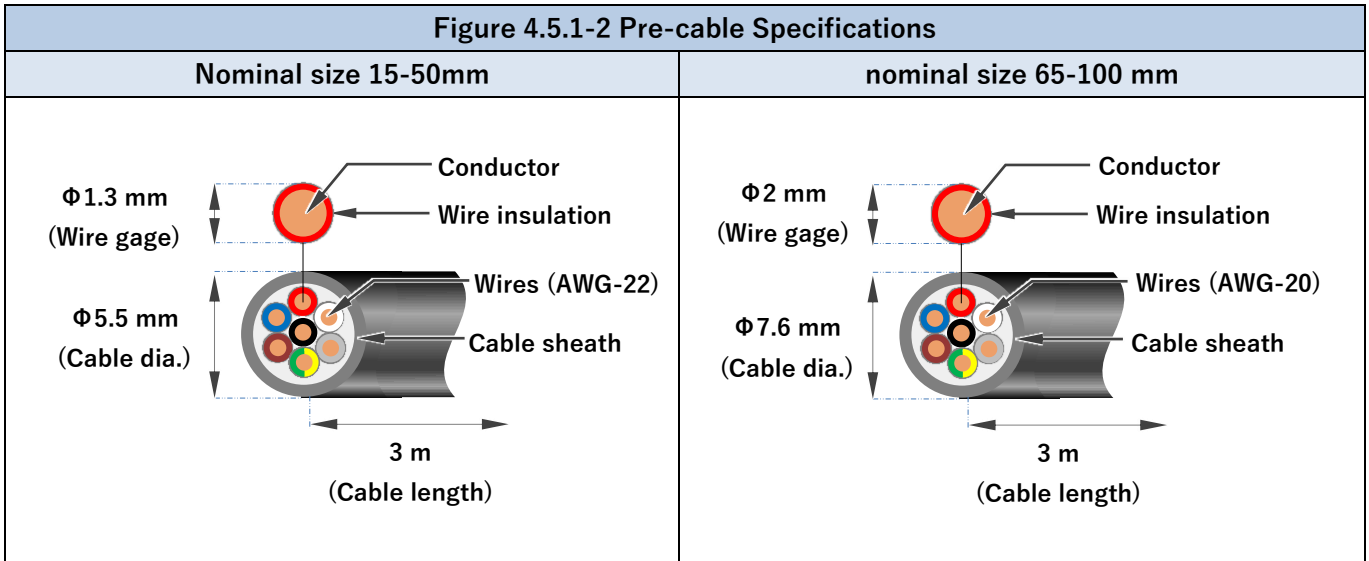 Figure 4.5.1-2 Pre-cable Specifications
Nominal size 15-50mm
nominal size 65-100 mm
Conductor
Φ1.3 mm
(Wire gage)
Wire insulation
Wires (AWG-22)
Φ5.5 mm
(Cable dia.)
Cable sheath
3 m
(Cable length)
Conductor
Φ2 mm
(Wire gage)
Wire insulation
Wires (AWG-20)
Φ7.6 mm
(Cable dia.)
Cable sheath
3 m
(Cable length)